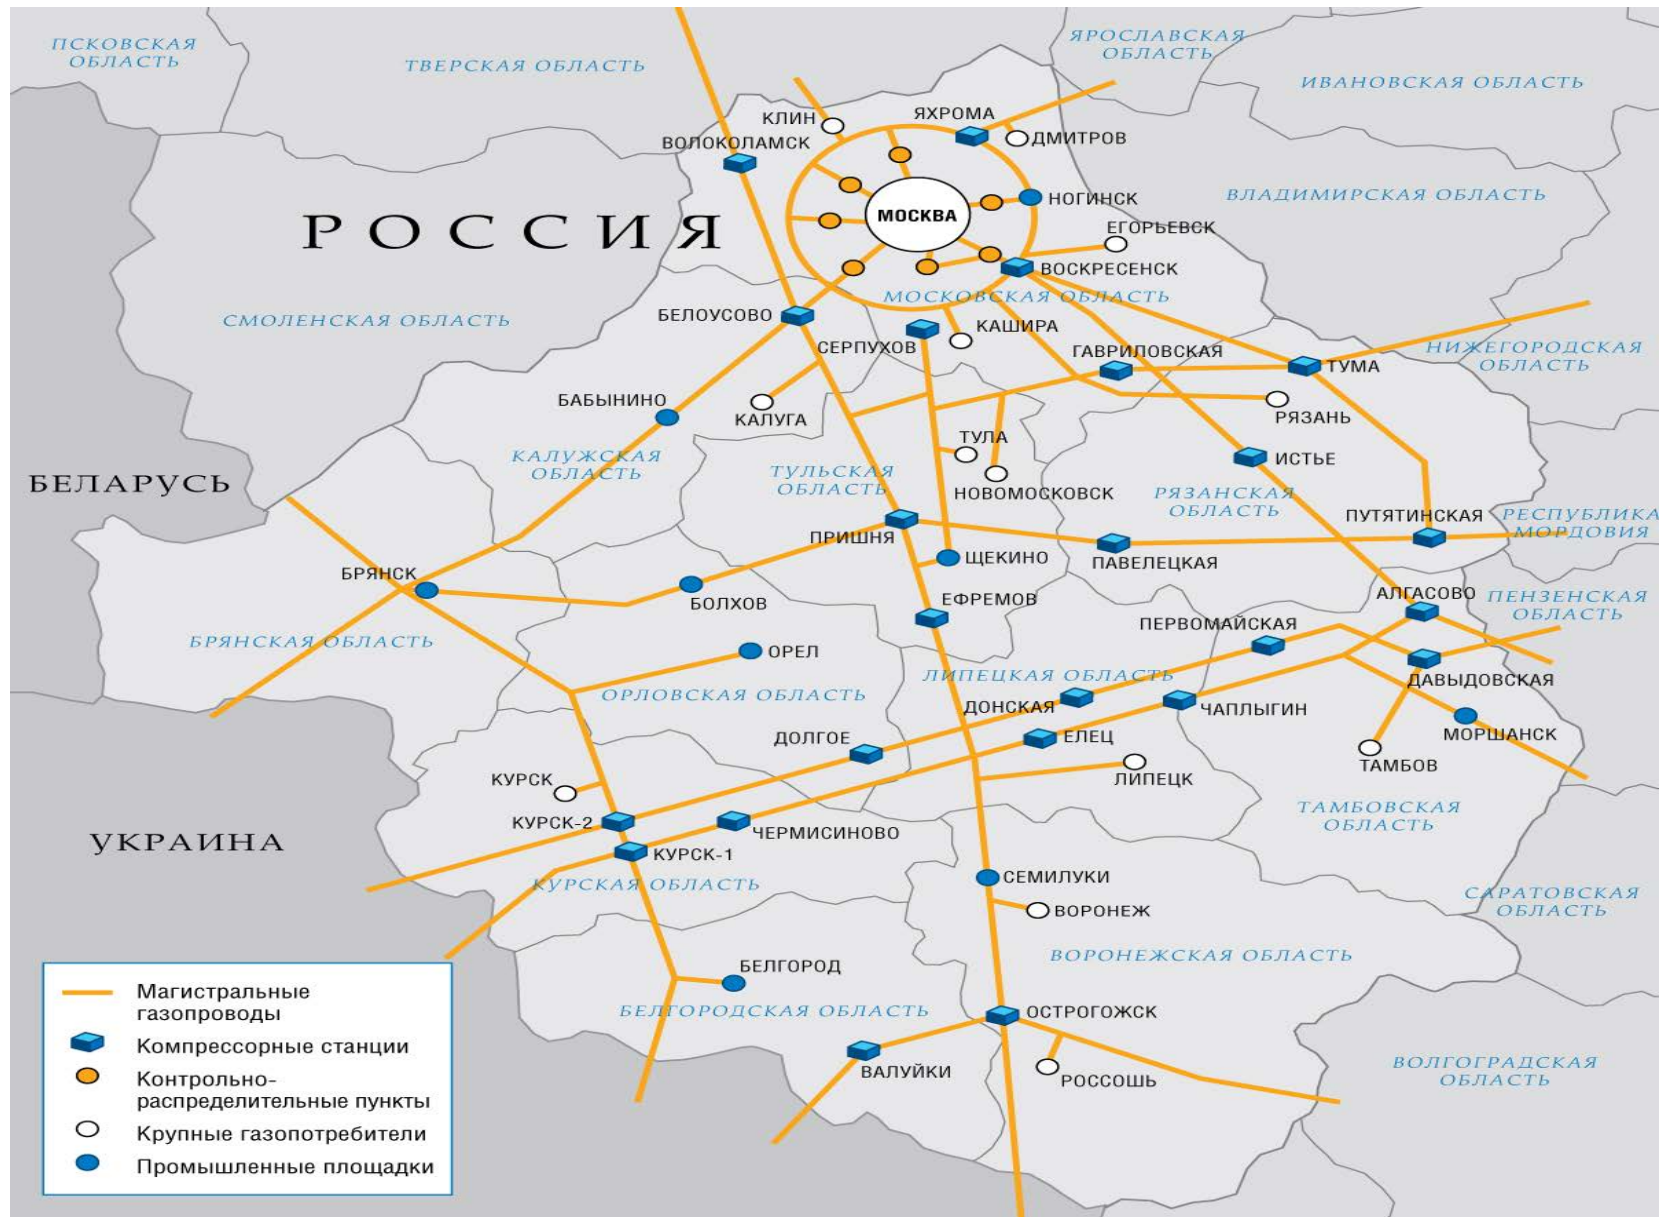 ПСКОВСКАЯ
ОБЛАСТЬ
ТВЕРСКАЯ ОБЛАСТЬ
ЯРОСЛАВСКАЯ
ОБЛАСТЬ
ИВАНОВСКАЯ ОБЛАСТЬ
КЛИН
ЯХРОМА
ВОЛОКОЛАМСК
ДМИТРОВ
ВЛАДИМИРСКАЯ ОБЛАСТЬ
НОГИНСК
МОСКВА
РОССИЯ
ЕГОРЬЕВСК
ВОСКРЕСЕНСК
МОСКОВСКАЯ ОБЛАСТЬ
СМОЛЕНСКАЯ ОБЛАСТЬ
БЕЛОУСОВО
КАШИРА
СЕРПУХОВ
ГАВРИЛОВСКАЯ
НИЖЕГОРОДСКАЯ
ОБЛАСТЬ
ТУМА
БАБЫНИНО
КАЛУГА
РЯЗАНЬ
ТУЛА
КАЛУЖСКАЯ
ОБЛАСТЬ
ТУЛЬСКАЯ
ОБЛАСТЬ
ИСТЬЕ
БЕЛАРУСЬ
НОВОМОСКОВСК
РЯЗАНСКАЯ
ОБЛАСТЬ
ПУТЯТИНСКАЯ
РЕСПУБЛИКА
МОРДОВИЯ
ПРИШНЯ
ЩЕКИНО
ПАВЕЛЕЦКАЯ
БРЯНСК
БОЛХОВ
ЕФРЕМОВ
АЛГАСОВО
ПЕНЗЕНСКАЯ
ОБЛАСТЬ
ПЕРВОМАЙСКАЯ
БРЯНСКАЯ ОБЛАСТЬ
ОРЕЛ
ЛИПЕЦКАЯ ОБЛАСТЬ
ДАВЫДОВСКАЯ
ОРЛОВСКАЯ ОБЛАСТЬ
ДОНСКАЯ
ЧАПЛЫГИН
ДОЛГОЕ
ЕЛЕЦ
МОРШАНСК
КУРСК
ЛИПЕЦК
ТАМБОВ
ТАМБОВСКАЯ
ОБЛАСТЬ
КУРСК-2
ЧЕРМИСИНОВО
УКРАИНА
КУРСК-1
КУРСКАЯ ОБЛАСТЬ
СЕМИЛУКИ
САРАТОВСКАЯ
ОБЛАСТЬ
ВОРОНЕЖ
ВОРОНЕЖСКАЯ ОБЛАСТЬ
БЕЛГОРОД
БЕЛГОРОДСКАЯ ОБЛАСТЬ
ОСТРОГОЖСК
ВАЛУЙКИ
РОССОШЬ
ВОЛГОГРАДСКАЯ
ОБЛАСТЬ
Магистральные
газопроводы
Компрессорные станции
Контрольно-
распределительные пункты
Крупные газопотребители
Промышленные площадки